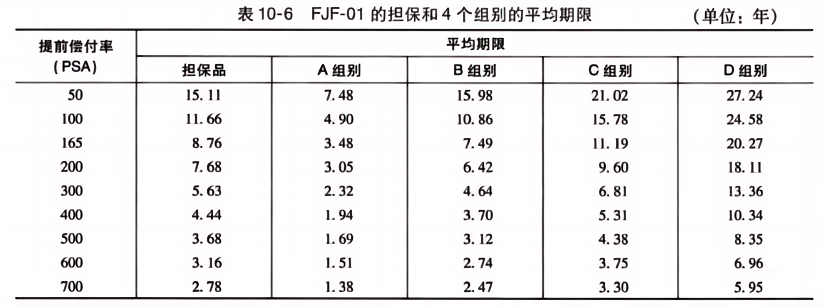 表 10-6 FJF-01 的担保和 4 个组别的平均期限 (单位：年)
提前偿付率 平均期限
(PSA) 担保品 A 组别 B 组别 C 组别 D 组别
50 15.11 7.48 15.98 21.02 27.24
100 11.66 4.90 10.86 15.78 24.58
165 8.76 3.48 7.49 11.19 20.27
200 7.68 3.05 6.42 9.60 18.11
300 5.63 2.32 4.64 6.81 13.36
400 4.44 1.94 3.70 5.31 10.34
500 3.68 1.69 3.12 4.38 8.35
600 3.16 1.51 2.74 3.75 6.96
700 2.78 1.38 2.47 3.30 5.95